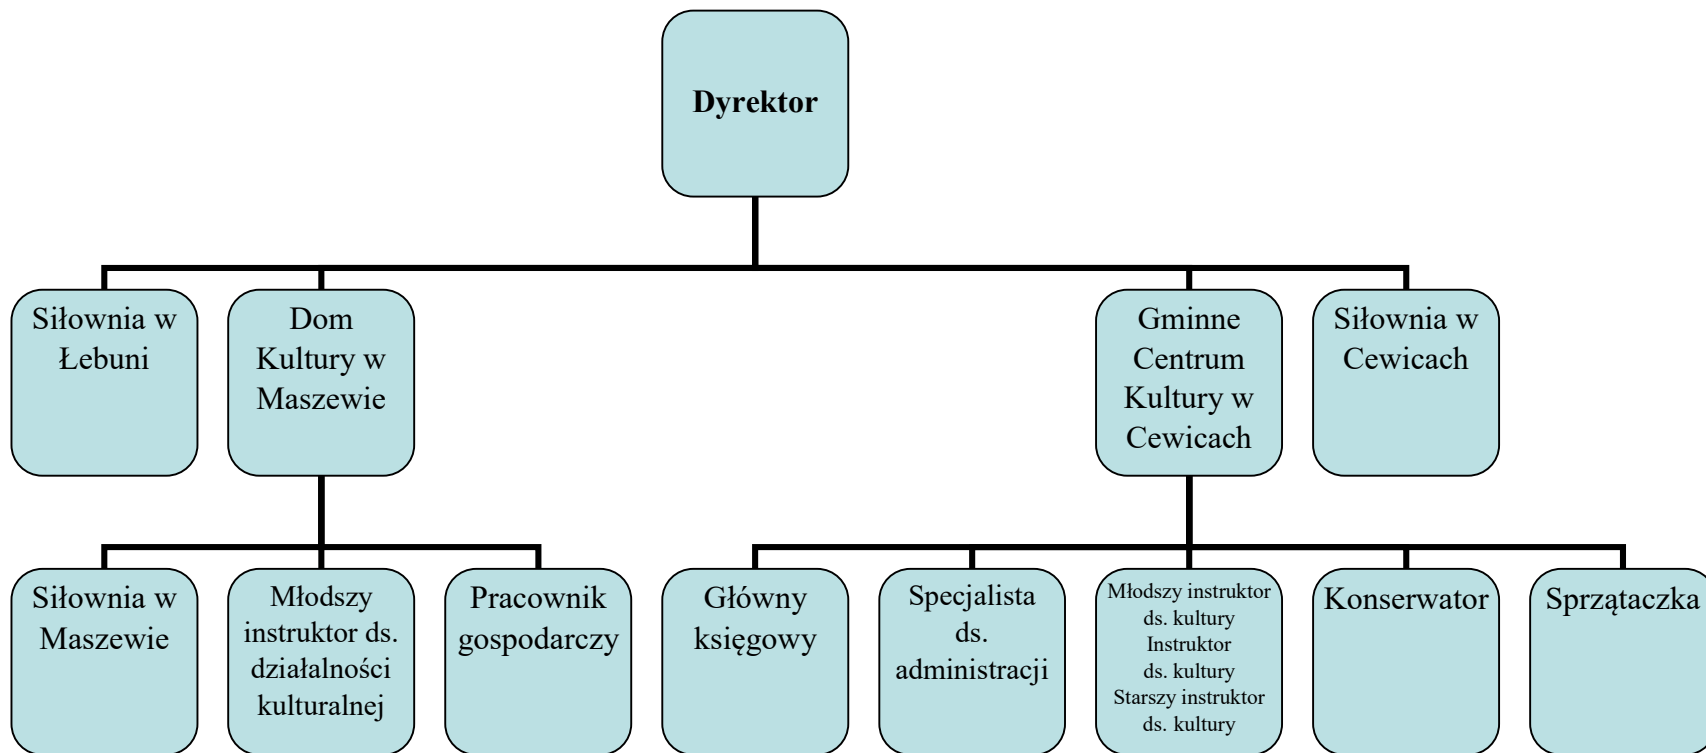 Dyrektor
Siłownia w
Łebuni
Dom
Kultury w
Maszewie
Gminne
Centrum
Kultury w
Cewicach
Siłownia w
Cewicach
Siłownia w
Maszewie
Młodszy
instruktor ds.
działalności
kulturalnej
Pracownik
gospodarczy
Główny
księgowy
Specjalista
ds.
administracji
Młodszy instruktor
ds. kultury
Instruktor
ds. kultury
Starszy instruktor
ds. kultury
Konserwator
Sprzątaczka